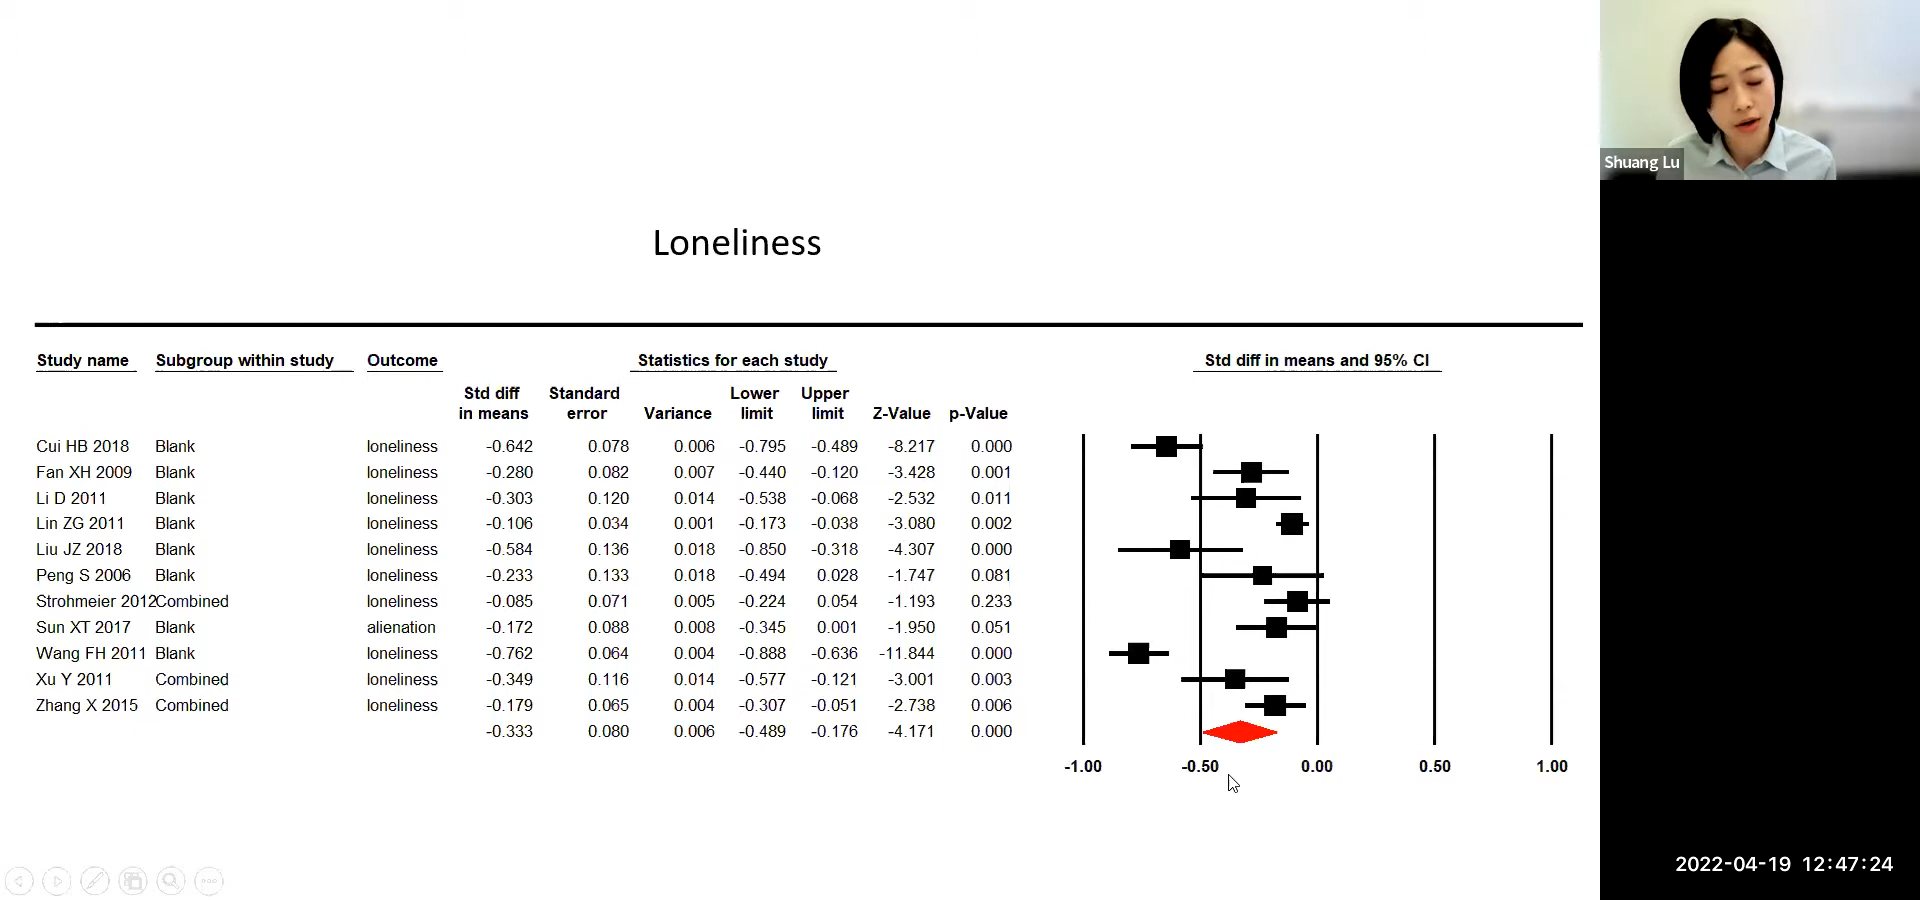 Shuang Lu
Loneliness
Study name Subgroup within study Outcome Statistics for each study Std diff in means and 95% CI
Std diff Standard Lower Upper
in means error Variance limit limit Z-Value p-Value
Cui HB 2018 Blank loneliness -0.642 0.078 0.006 -0.795 -0.489 -8.217 0.000
Fan XH 2009 Blank loneliness -0.280 0.082 0.007 -0.440 -0.120 -3.428 0.001
Li D 2011 Blank loneliness -0.303 0.120 0.014 -0.538 -0.068 -2.532 0.011
Lin ZG 2011 Blank loneliness -0.106 0.034 0.001 -0.173 -0.038 -3.080 0.002
Liu JZ 2018 Blank loneliness -0.584 0.136 0.018 -0.850 -0.318 -4.307 0.000
Peng S 2006 Blank loneliness -0.233 0.133 0.018 -0.494 0.028 -1.747 0.081
Strohmeier 2012 Combined loneliness -0.085 0.071 0.005 -0.224 0.054 -1.193 0.233
Sun XT 2017 Blank alienation -0.172 0.088 0.008 -0.345 0.001 -1.950 0.051
Wang FH 2011 Blank loneliness -0.762 0.064 0.004 -0.888 -0.636 -11.844 0.000
Xu Y 2011 Combined loneliness -0.349 0.116 0.014 -0.577 -0.121 -3.001 0.003
Zhang X 2015 Combined loneliness -0.179 0.065 0.004 -0.307 -0.051 -2.738 0.006
-0.333 0.080 0.006 -0.489 -0.176 -4.171 0.000
-1.00 -0.50 0.00 0.50 1.00
2022-04-19 12:47:24